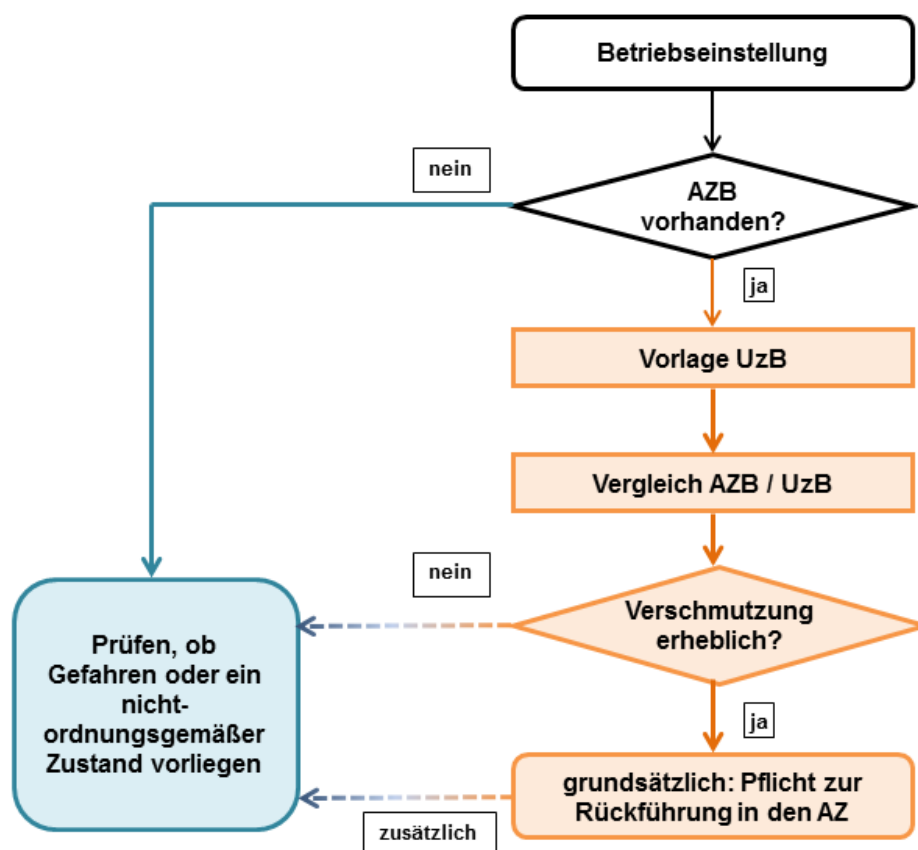 Betriebseinstellung
nein
AZB
vorhanden?
ja
Vorlage UzB
Vergleich AZB / UzB
nein
Verschmutzung
erheblich?
Prüfen, ob
Gefahren oder ein
nicht-
ordnungsgemäßer
Zustand vorliegen
ja
grundsätzlich: Pflicht zur
Rückführung in den AZ
zusätzlich